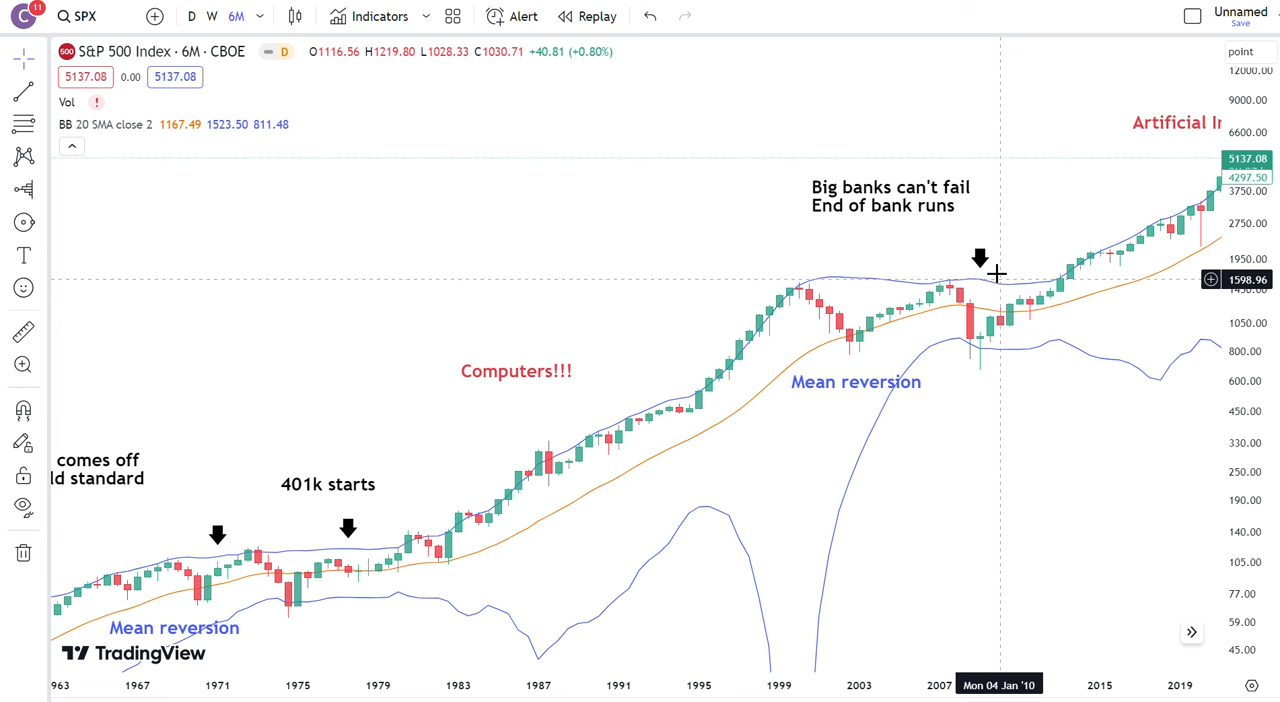 C
11
SPX
D W 6M
Indicators
Alert
Replay
Unnamed
Save
500 S&P 500 Index · 6M · CBOE
D
O1116.56 H1219.80 L1028.33 C1030.71 +40.81 (+0.80%)
5137.08
0.00
5137.08
Vol
!
BB 20 SMA close 2 1167.49 1523.50 811.48
point
12000.00
9000.00
6600.00
5137.08
4297.50
3750.00
2750.00
1950.00
1598.96
1050.00
800.00
600.00
450.00
330.00
250.00
190.00
140.00
105.00
77.00
59.00
45.00
Artificial
Big banks can't fail
End of bank runs
Computers!!!
Mean reversion
comes off
ld standard
401k starts
Mean reversion
TradingView
963
1967
1971
1975
1979
1983
1987
1991
1995
1999
2003
2007
Mon 04 Jan '10
2015
2019